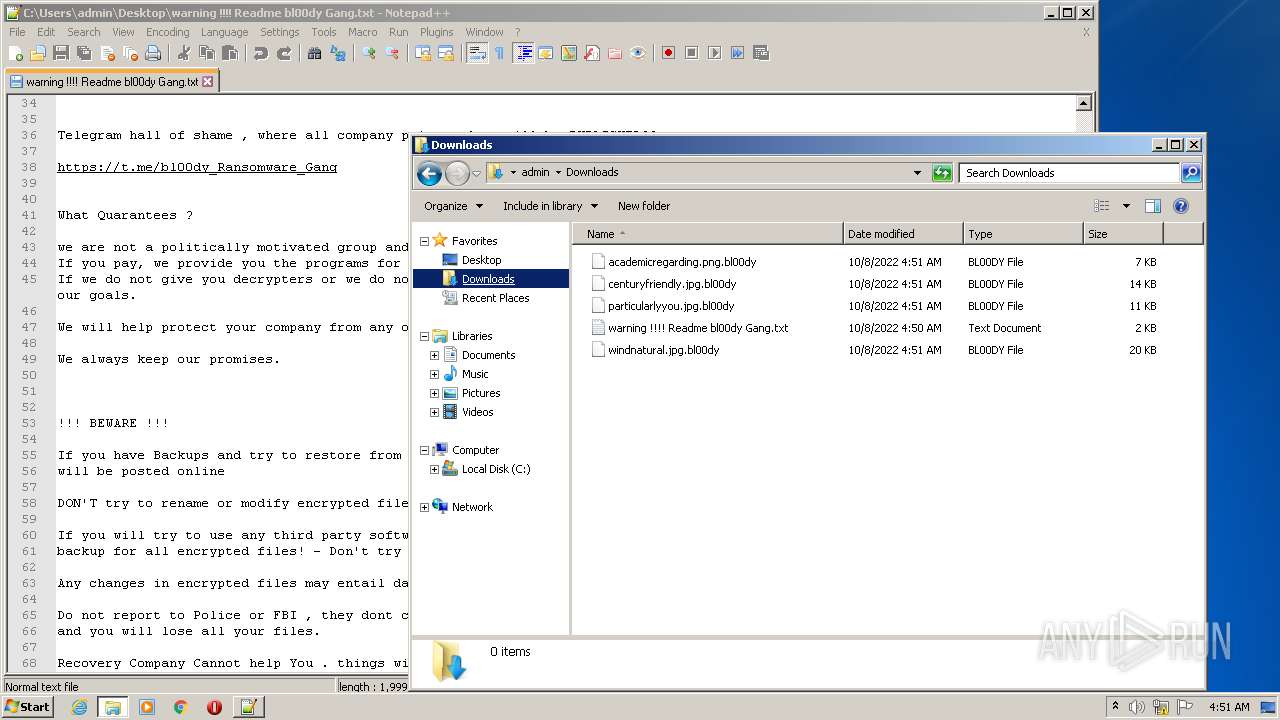 C:\Users\admin\Desktop\warning !!!! Readme bl00dy Gang.txt - Notepad++
File Edit Search View Encoding Language Settings Tools Macro Run Plugins Window ? X
warning !!!! Readme bl00dy Gang.txt
34
35
36 Telegram hall of shame , where all company
37
38 https://t.me/bl00dy_Ransomware_Gang
39
40
41 What Quarantees ?
42
43 we are not a politically motivated group and
44 If you pay, we provide you the programs for
45 If we do not give you decrypters or we do no
our goals.
46
47 We will help protect your company from any o
48
49 We always keep our promises.
50
51
52
53 !!! BEWARE !!!
54
55 If you have Backups and try to restore from
56 will be posted online
57
58 DON'T try to rename or modify encrypted file
59
60 If you will try to use any third party softw
61 backup for all encrypted files! - Don't try
62
63 Any changes in encrypted files may entail da
64
65 Do not report to Police or FBI , they dont c
66 and you will lose all your files.
67
68 Recovery Company Cannot help You . things wi
Normal text file
length : 1,999
Downloads
admin Downloads
Search Downloads
Organize Include in library New folder
Favorites
Desktop
Downloads
Recent Places
Libraries
Documents
Music
Pictures
Videos
Computer
Local Disk (C:)
Network
Name Date modified Type Size
academicregarding.png.bl00dy 10/8/2022 4:51 AM BL00DY File 7 KB
centuryfriendly.jpg.bl00dy 10/8/2022 4:51 AM BL00DY File 14 KB
particularlyyou.jpg.bl00dy 10/8/2022 4:51 AM BL00DY File 11 KB
warning !!!! Readme bl00dy Gang.txt 10/8/2022 4:50 AM Text Document 2 KB
windnatural.jpg.bl00dy 10/8/2022 4:51 AM BL00DY File 20 KB
0 items
ANY RUN
Start
4:51 AM